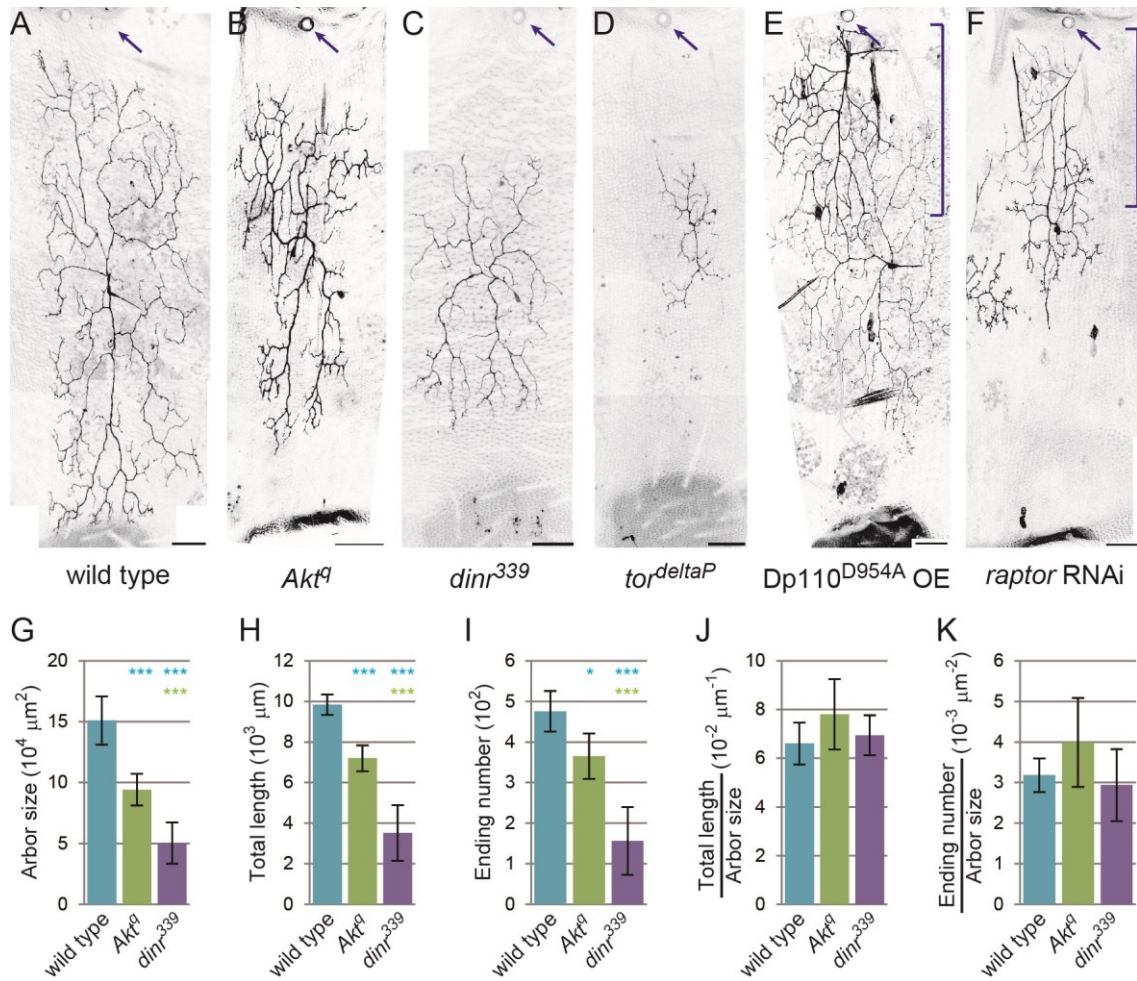 A B C D E F
wild type Akt^q dinr^339 tor^deltaP Dp110^D954A OE raptor RNAi
G
Arbor size (10^4 µm^2)
20
15
10
5
0
*** ***
***
wild type
Akt^q
dinr^339
H
Total length (10^3 µm)
12
10
8
6
4
2
0
*** ***
***
wild type
Akt^q
dinr^339
I
Ending number (10^2)
6
5
4
3
2
1
0
* ***
***
wild type
Akt^q
dinr^339
J
Total length
Arbor size
(10^-2 µm^-1)
10
8
6
4
2
0
wild type
Akt^q
dinr^339
K
Ending number
Arbor size
(10^-3 µm^-2)
6
5
4
3
2
1
0
wild type
Akt^q
dinr^339